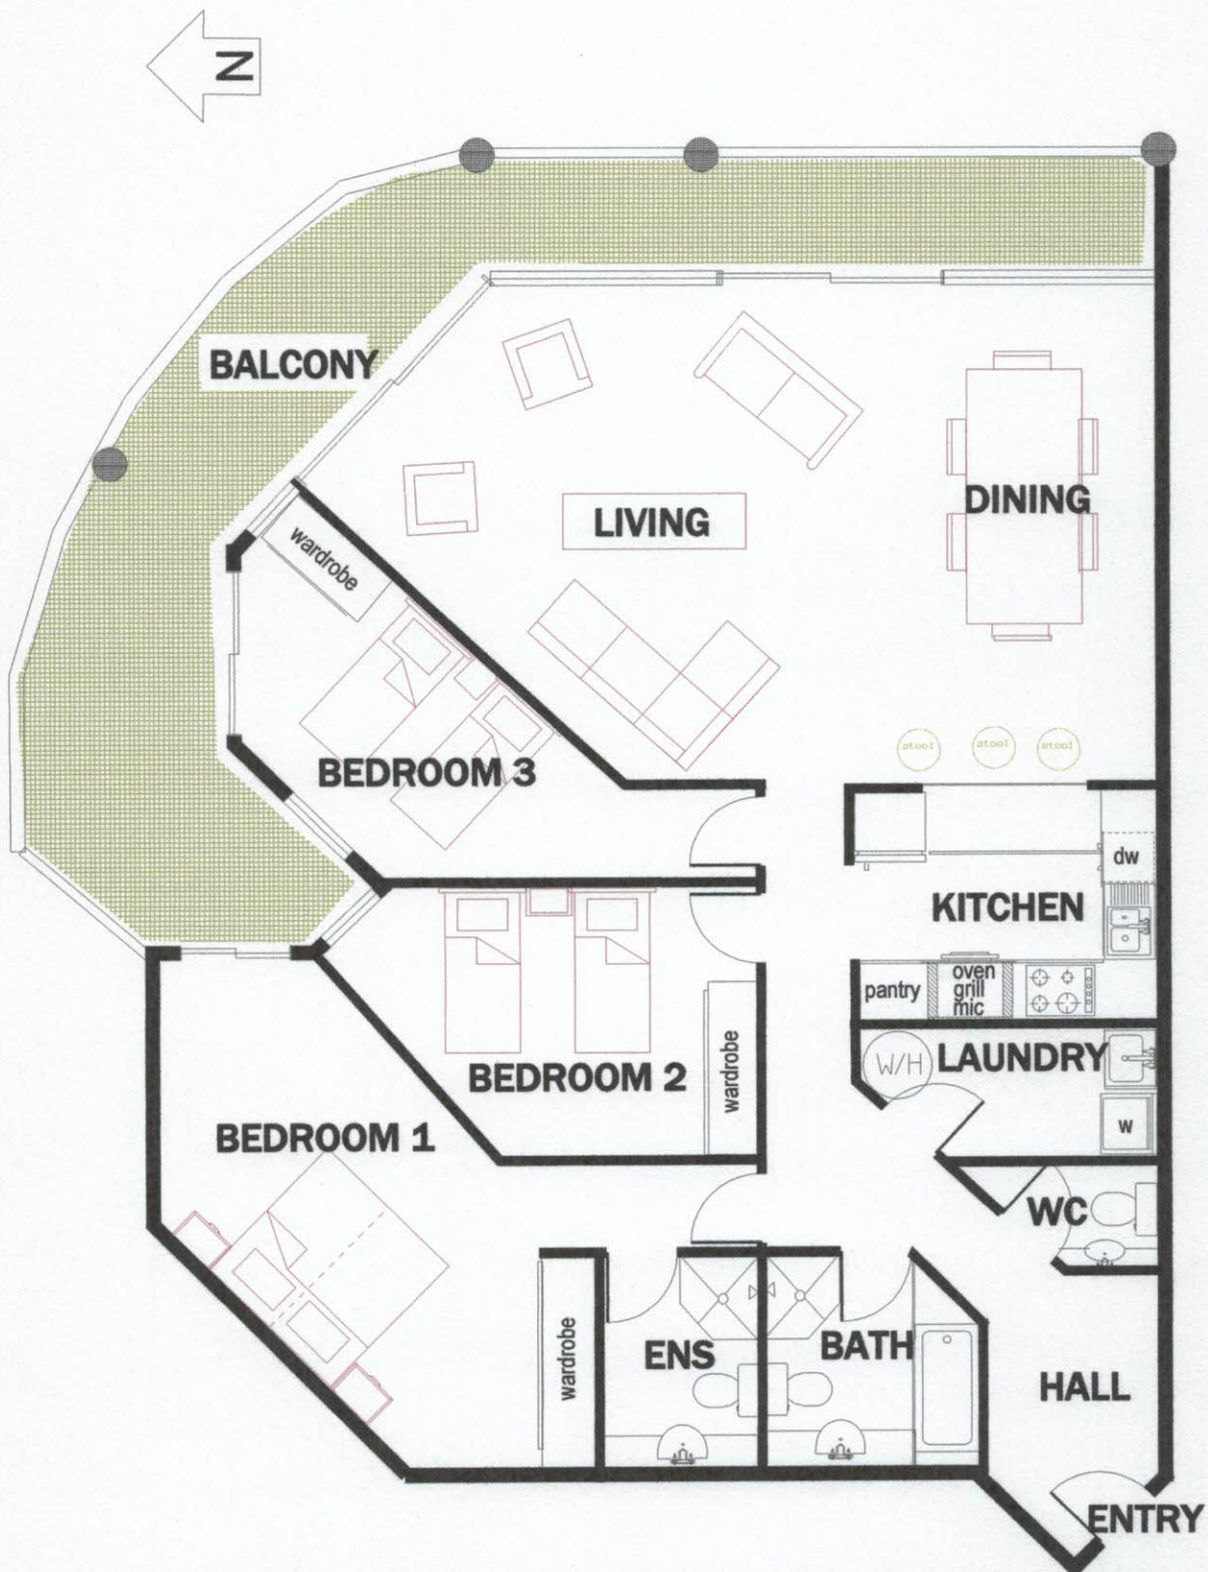 N
BALCONY
LIVING
DINING
wardrobe
stool
stool
stool
BEDROOM 3
dw
KITCHEN
pantry
oven
grill
mic
W/H
LAUNDRY
w
BEDROOM 2
wardrobe
BEDROOM 1
WC
wardrobe
ENS
BATH
HALL
ENTRY